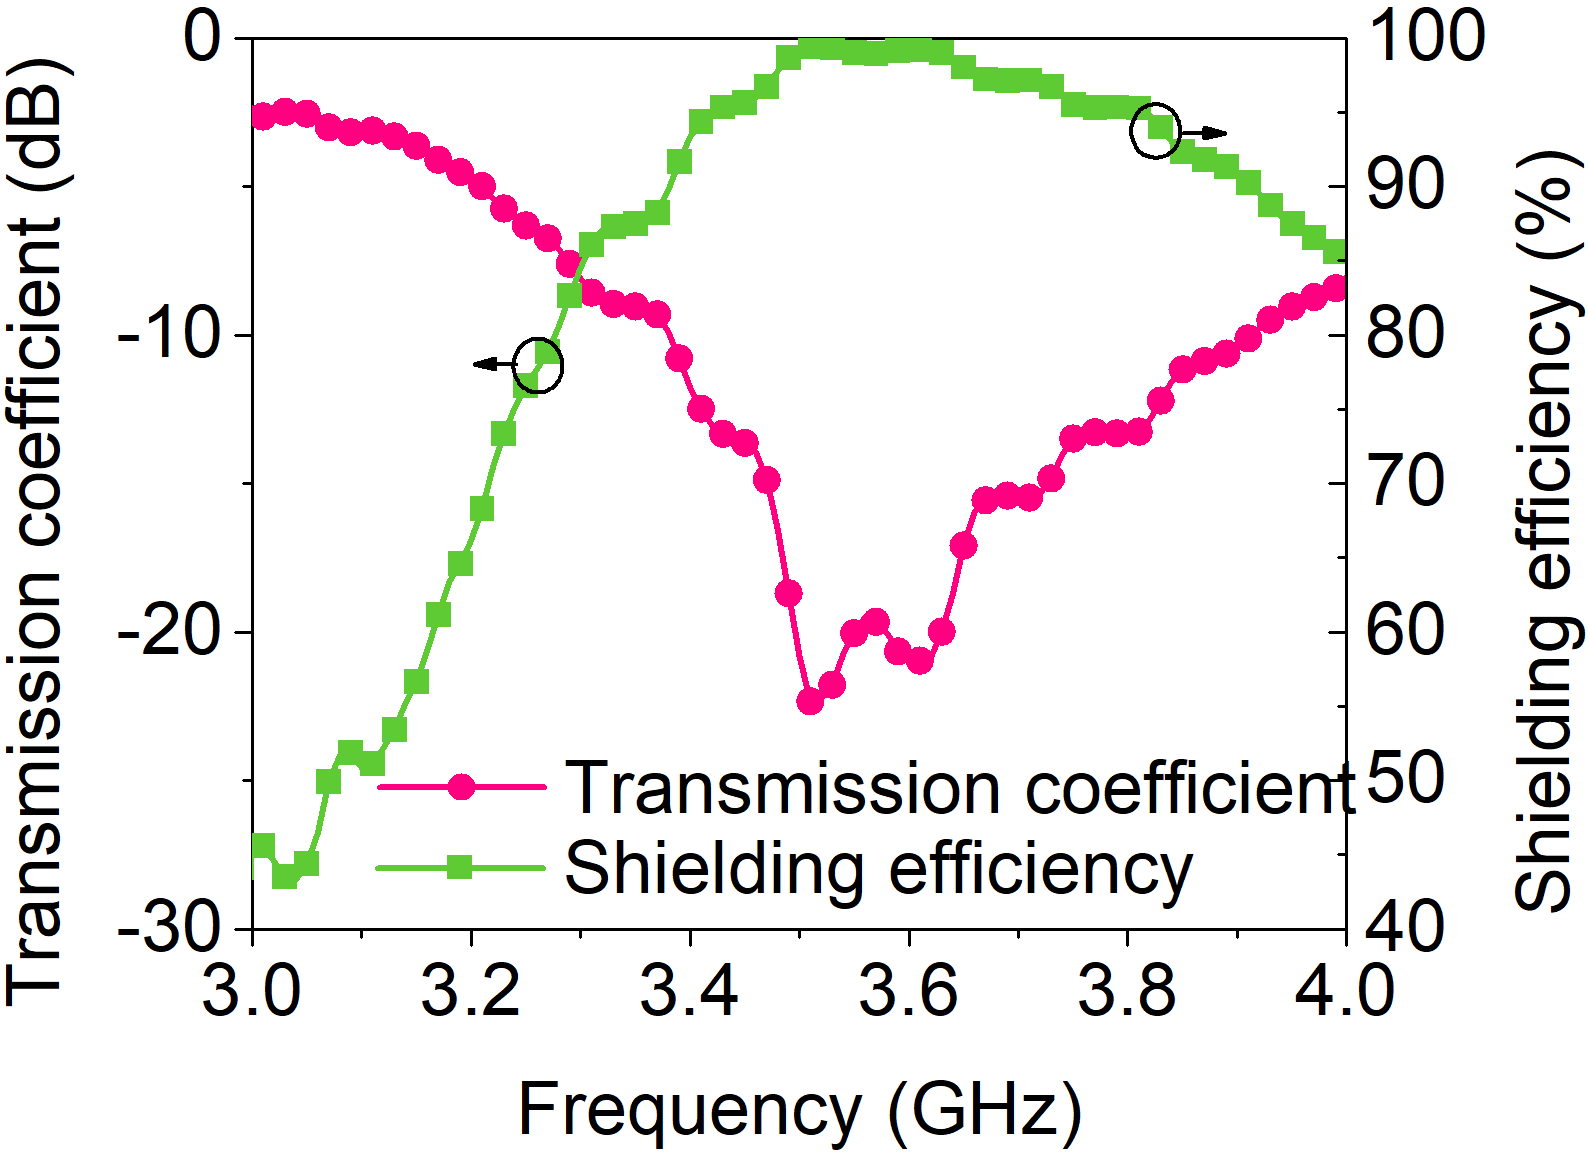 Transmission coefficient (dB)
0
-10
-20
-30
100
90
80
70
60
50
40
Shielding efficiency (%)
Transmission coefficient
Shielding efficiency
3.0 3.2 3.4 3.6 3.8 4.0
Frequency (GHz)